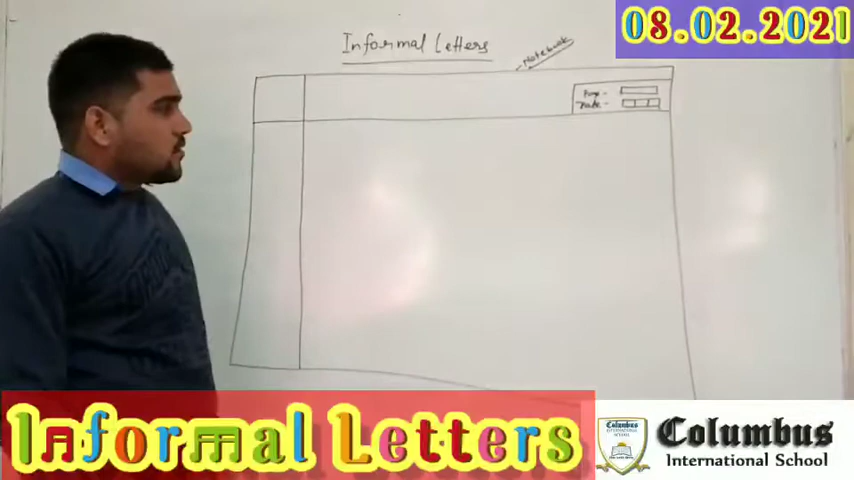 08.02.2021
Informal Letters
Notebook
Page -
Date -
Informal Letters
Columbus
International School